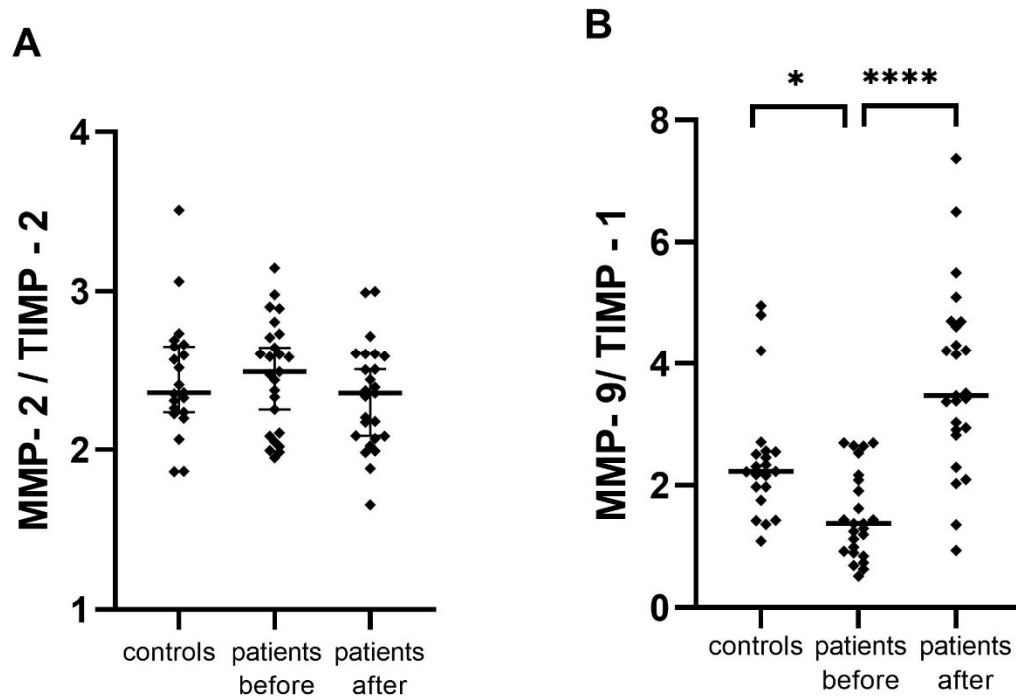 A
MMP- 2 / TIMP - 2
4
3
2
1
controls
patients
before
patients
after
B
* ****
MMP- 9/ TIMP - 1
8
6
4
2
0
controls
patients
before
patients
after